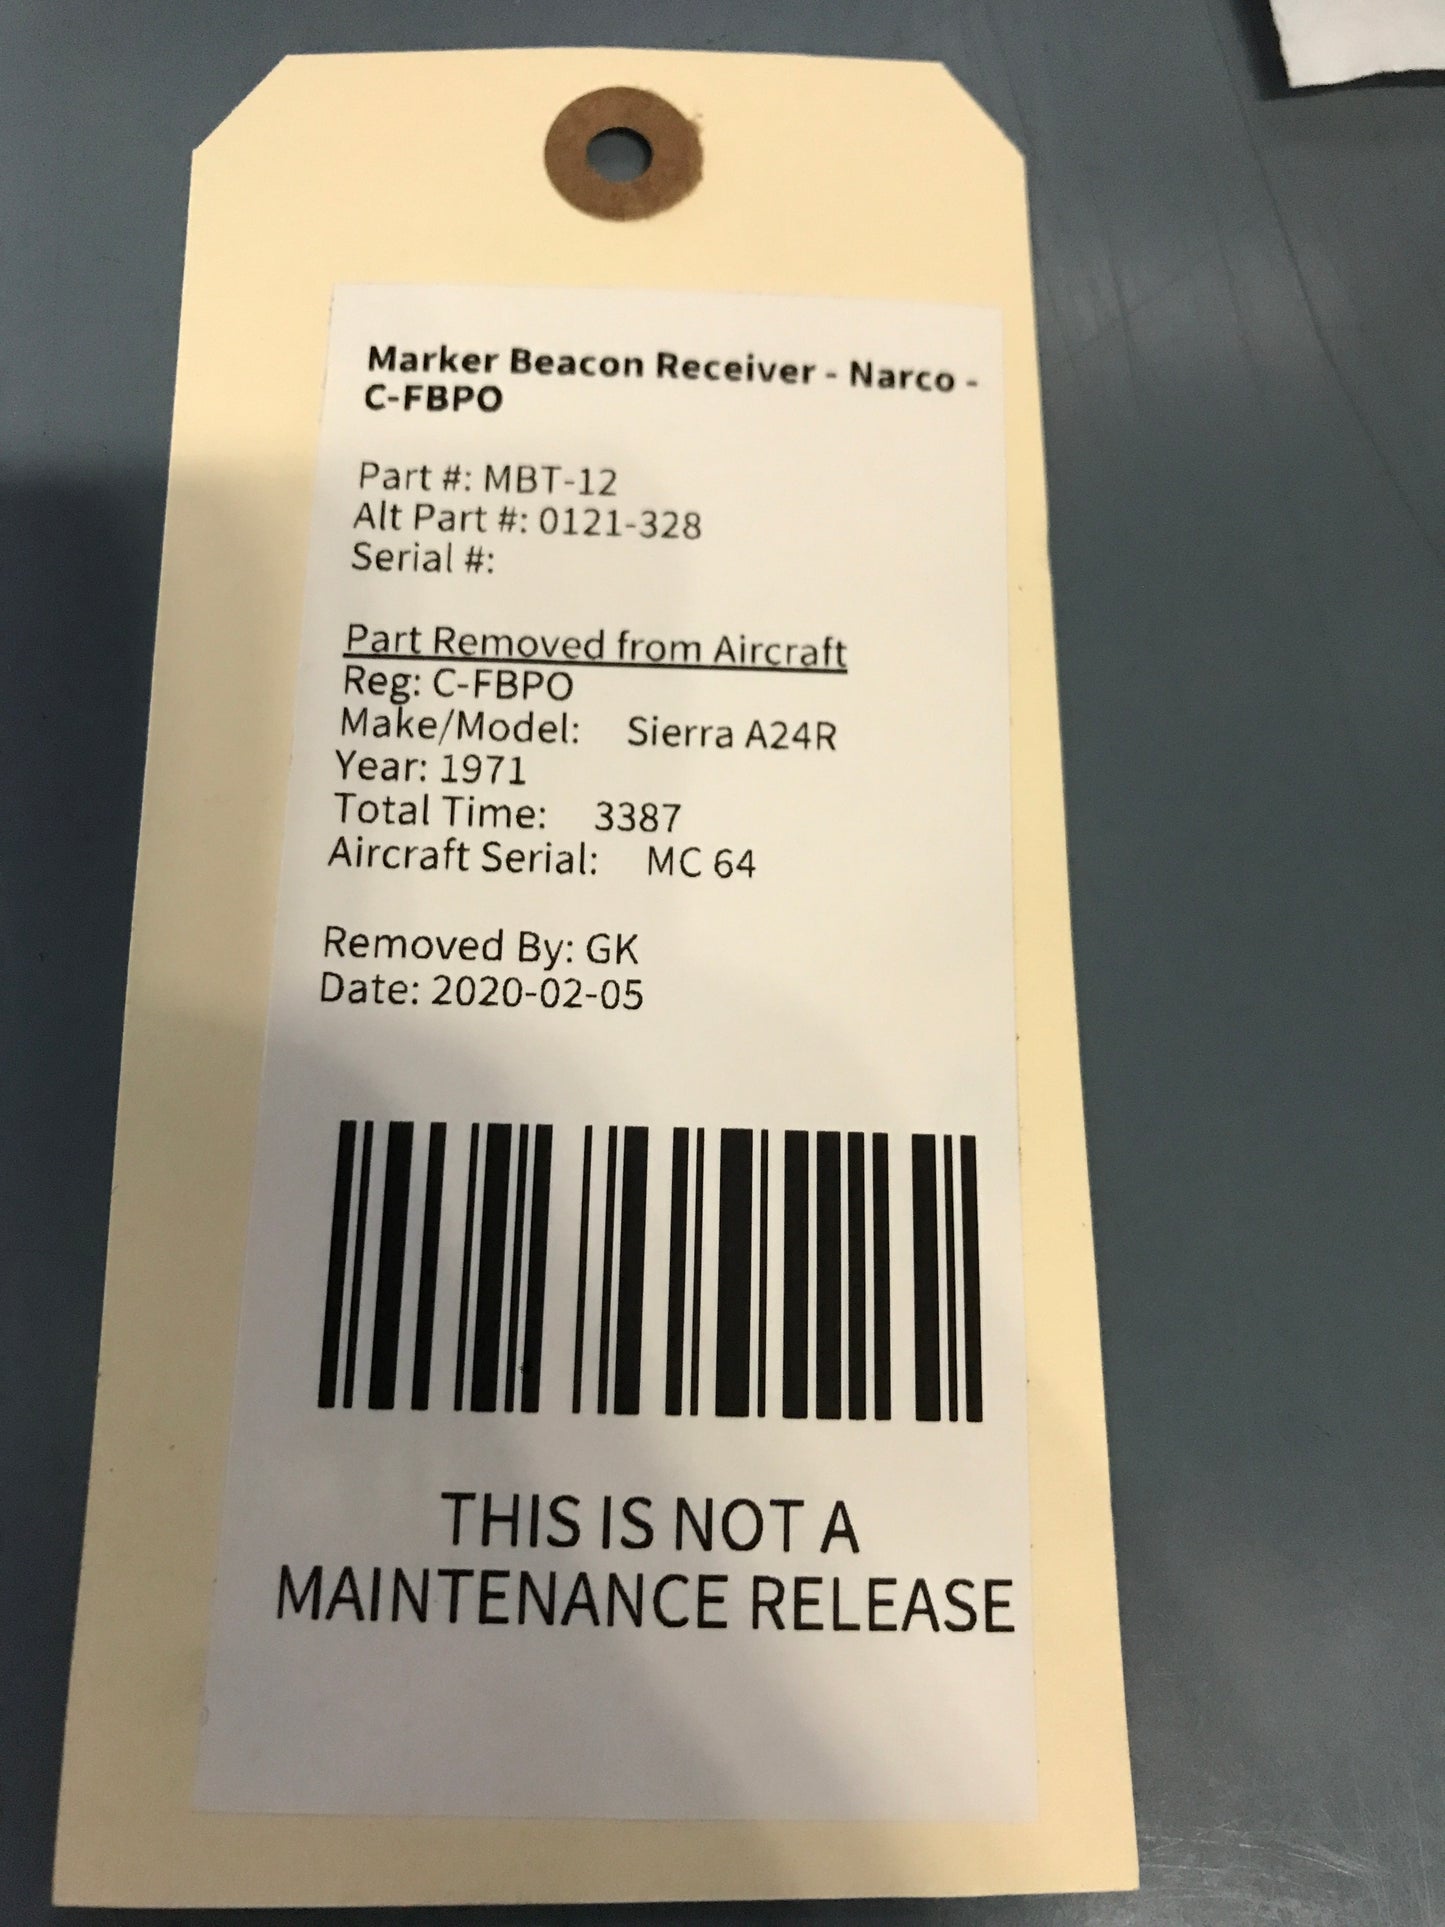 Marker Beacon Receiver - Narco -
C-FBPO
Part #: MBT-12
Alt Part #: 0121-328
Serial #:
Part Removed from Aircraft
Reg: C-FBPO
Make/Model: Sierra A24R
Year: 1971
Total Time: 3387
Aircraft Serial: MC 64
Removed By: GK
Date: 2020-02-05
THIS IS NOT A
MAINTENANCE RELEASE